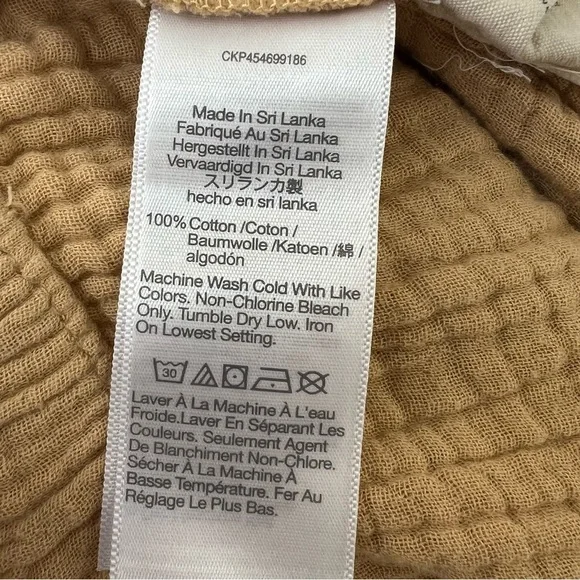 CKP454699186
Made In Sri Lanka
Fabriqué Au Sri Lanka
Hergestellt In Sri Lanka
Vervaardigd In Sri Lanka
スリランカ製
hecho en sri lanka
100% Cotton /Coton /
Baumwolle /Katoen /綿 /
algodón
Machine Wash Cold With Like
Colors. Non-Chlorine Bleach
Only. Tumble Dry Low. Iron
On Lowest Setting.
30
Laver À La Machine À L'eau
Froide.Laver En Séparant Les
Couleurs. Seulement Agent
De Blanchiment Non-Chlore.
Sécher À La Machine À
Basse Température. Fer Au
Réglage Le Plus Bas.